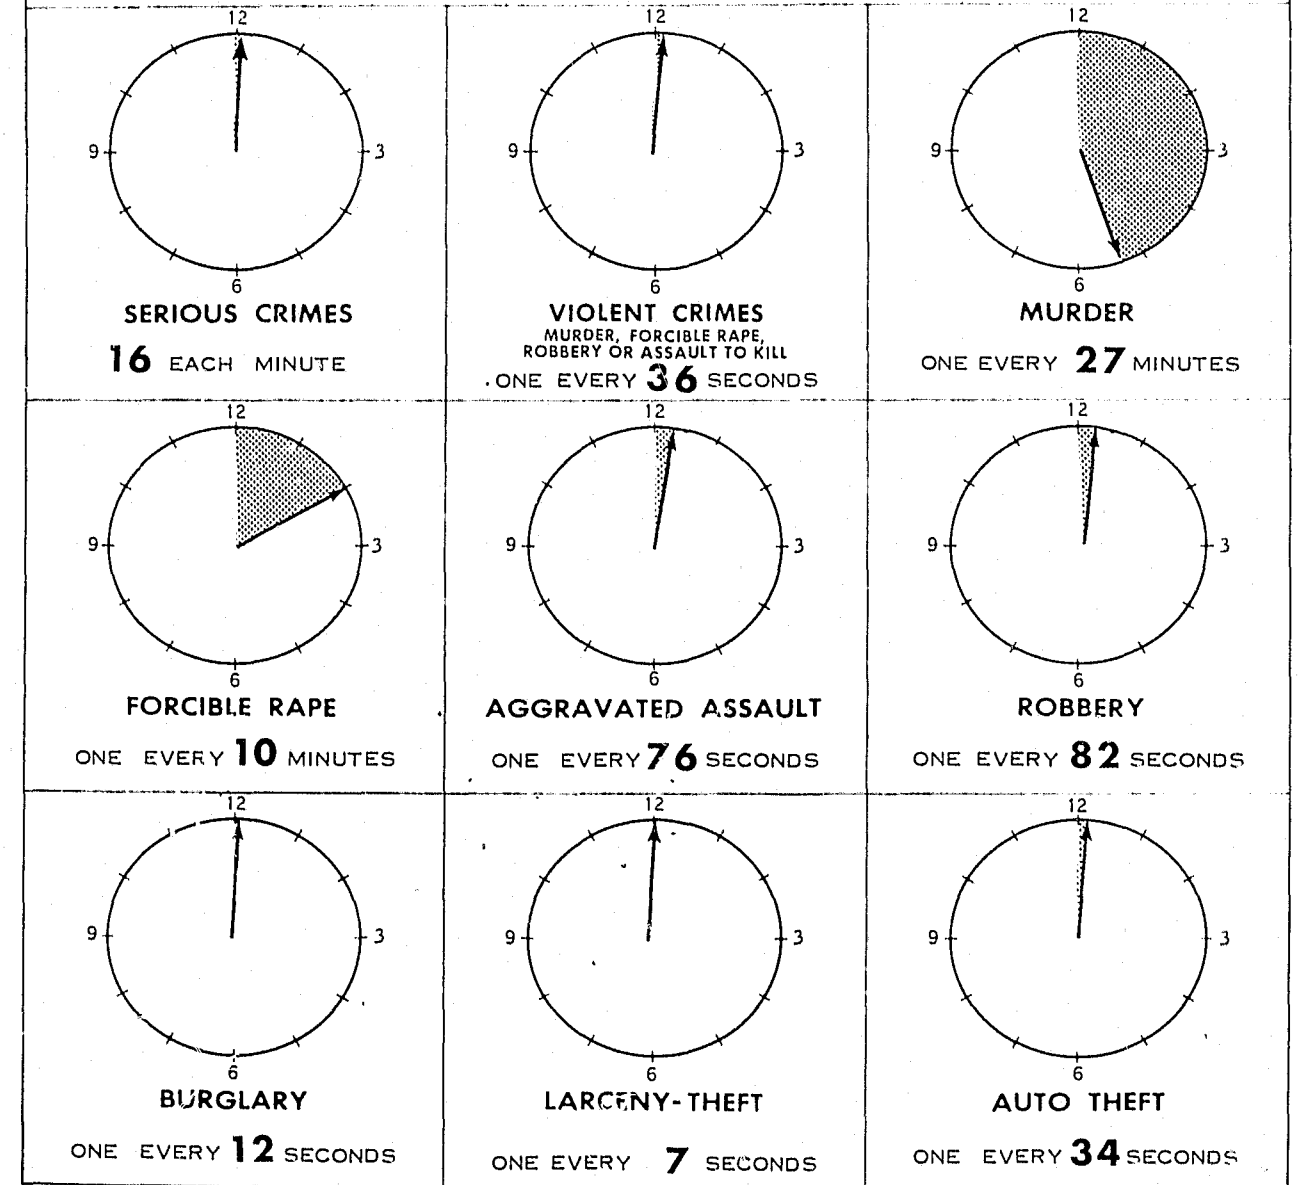 12
9
3
6
SERIOUS CRIMES
16 EACH MINUTE
12
9
3
6
VIOLENT CRIMES
MURDER, FORCIBLE RAPE,
ROBBERY OR ASSAULT TO KILL
ONE EVERY 36 SECONDS
12
9
3
6
MURDER
ONE EVERY 27 MINUTES
12
9
3
6
FORCIBLE RAPE
ONE EVERY 10 MINUTES
12
9
3
6
AGGRAVATED ASSAULT
ONE EVERY 76 SECONDS
12
9
3
6
ROBBERY
ONE EVERY 82 SECONDS
12
9
3
6
BURGLARY
ONE EVERY 12 SECONDS
12
9
3
6
LARCENY-THEFT
ONE EVERY 7 SECONDS
12
9
3
6
AUTO THEFT
ONE EVERY 34 SECONDS